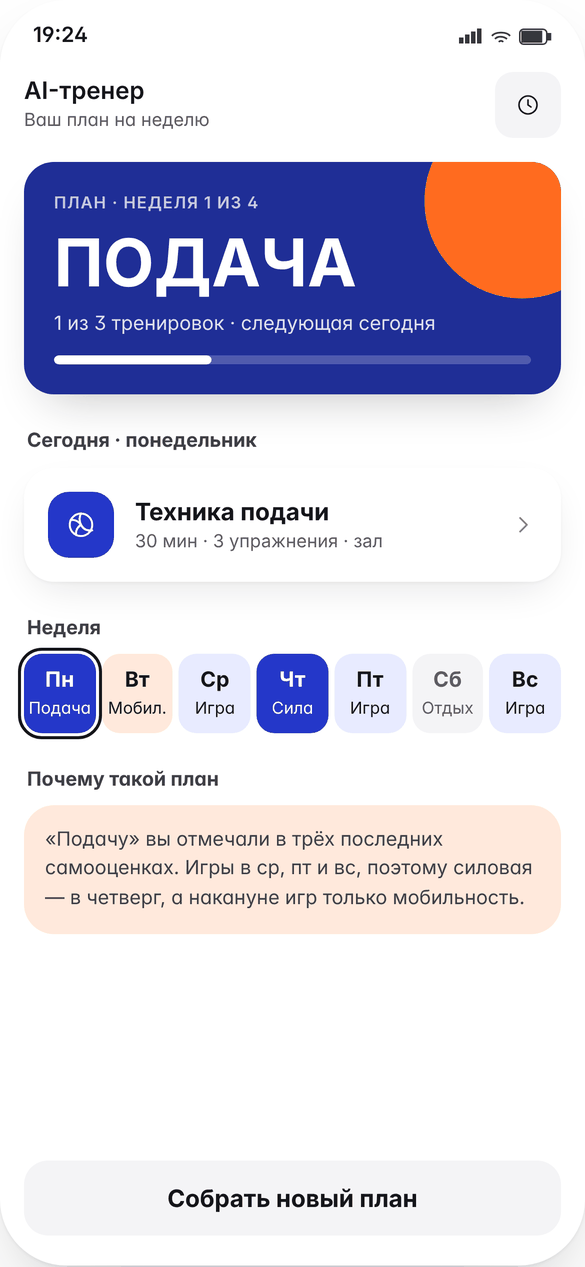 19:24
AI-тренер
Ваш план на неделю
ПЛАН · НЕДЕЛЯ 1 ИЗ 4
ПОДАЧА
1 из 3 тренировок · следующая сегодня
Сегодня · понедельник
Техника подачи
30 мин · 3 упражнения · зал
Неделя
Пн Вт Ср Чт Пт Сб Вс
Подача Мобил. Игра Сила Игра Отдых Игра
Почему такой план
«Подачу» вы отмечали в трёх последних
самооценках. Игры в ср, пт и вс, поэтому силовая
— в четверг, а накануне игр только мобильность.
Собрать новый план